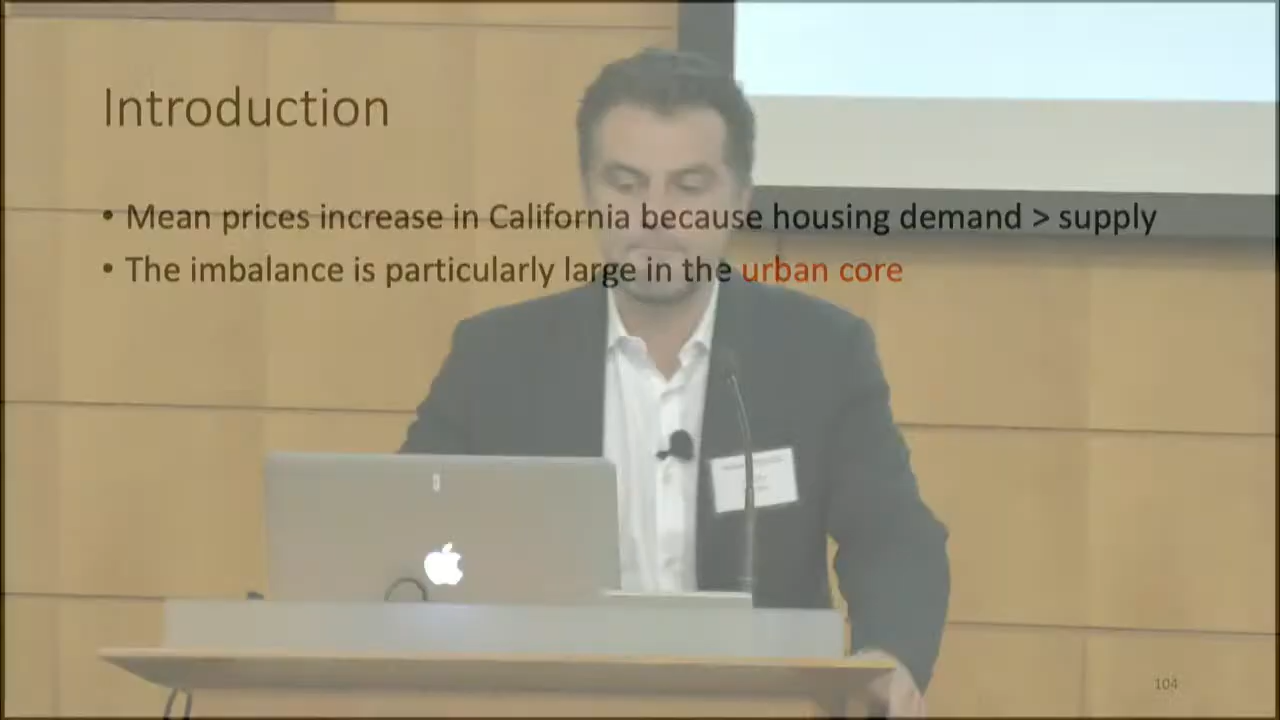 Introduction
• Mean prices increase in California because housing demand > supply
• The imbalance is particularly large in the urban core
104